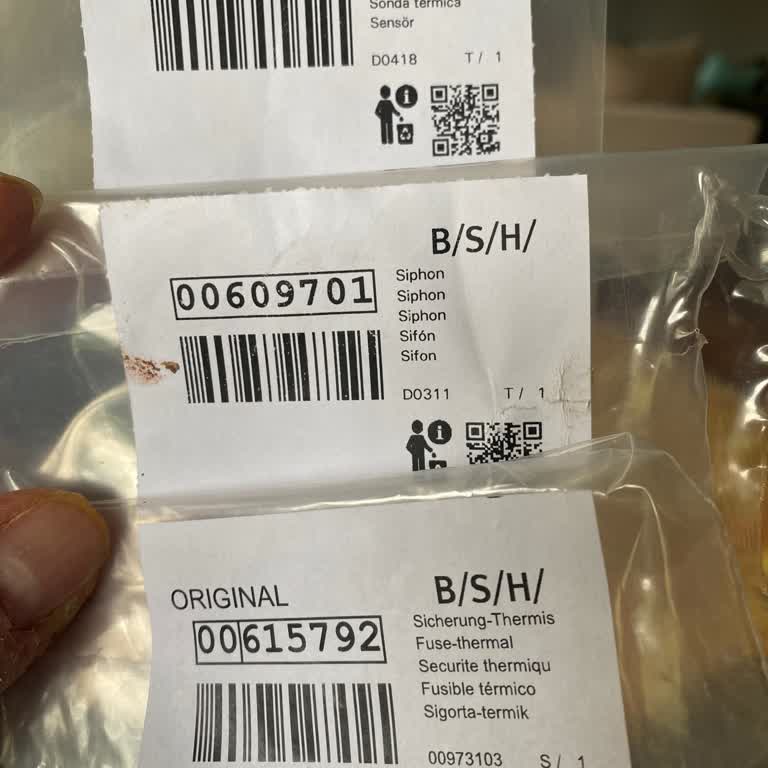 Sonda térmica
Sensör
D0418 T/ 1
B/S/H/
00609701
Siphon
Siphon
Siphon
Sifón
Sifon
D0311 T/ 1
ORIGINAL
B/S/H/
00615792
Sicherung-Thermis
Fuse-thermal
Securite thermiqu
Fusible térmico
Sigorta-termik
00973103 S/ 1